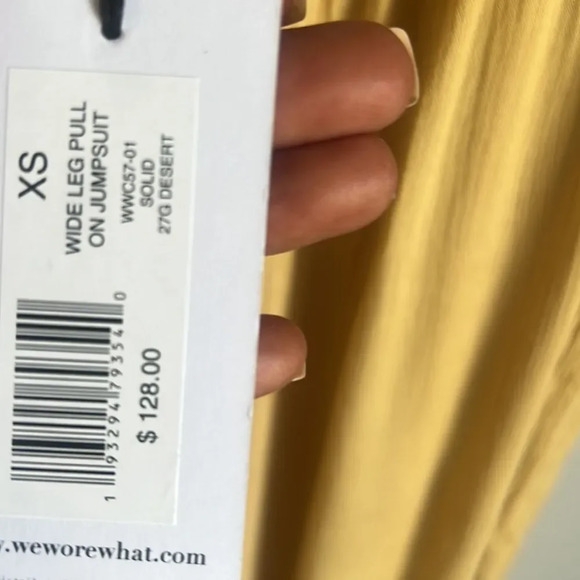 XS
WIDE LEG PULL
ON JUMPSUIT
WWC57-01
SOLID
27G DESERT
1 93294 79354 0
$ 128.00
.weworewhat.com